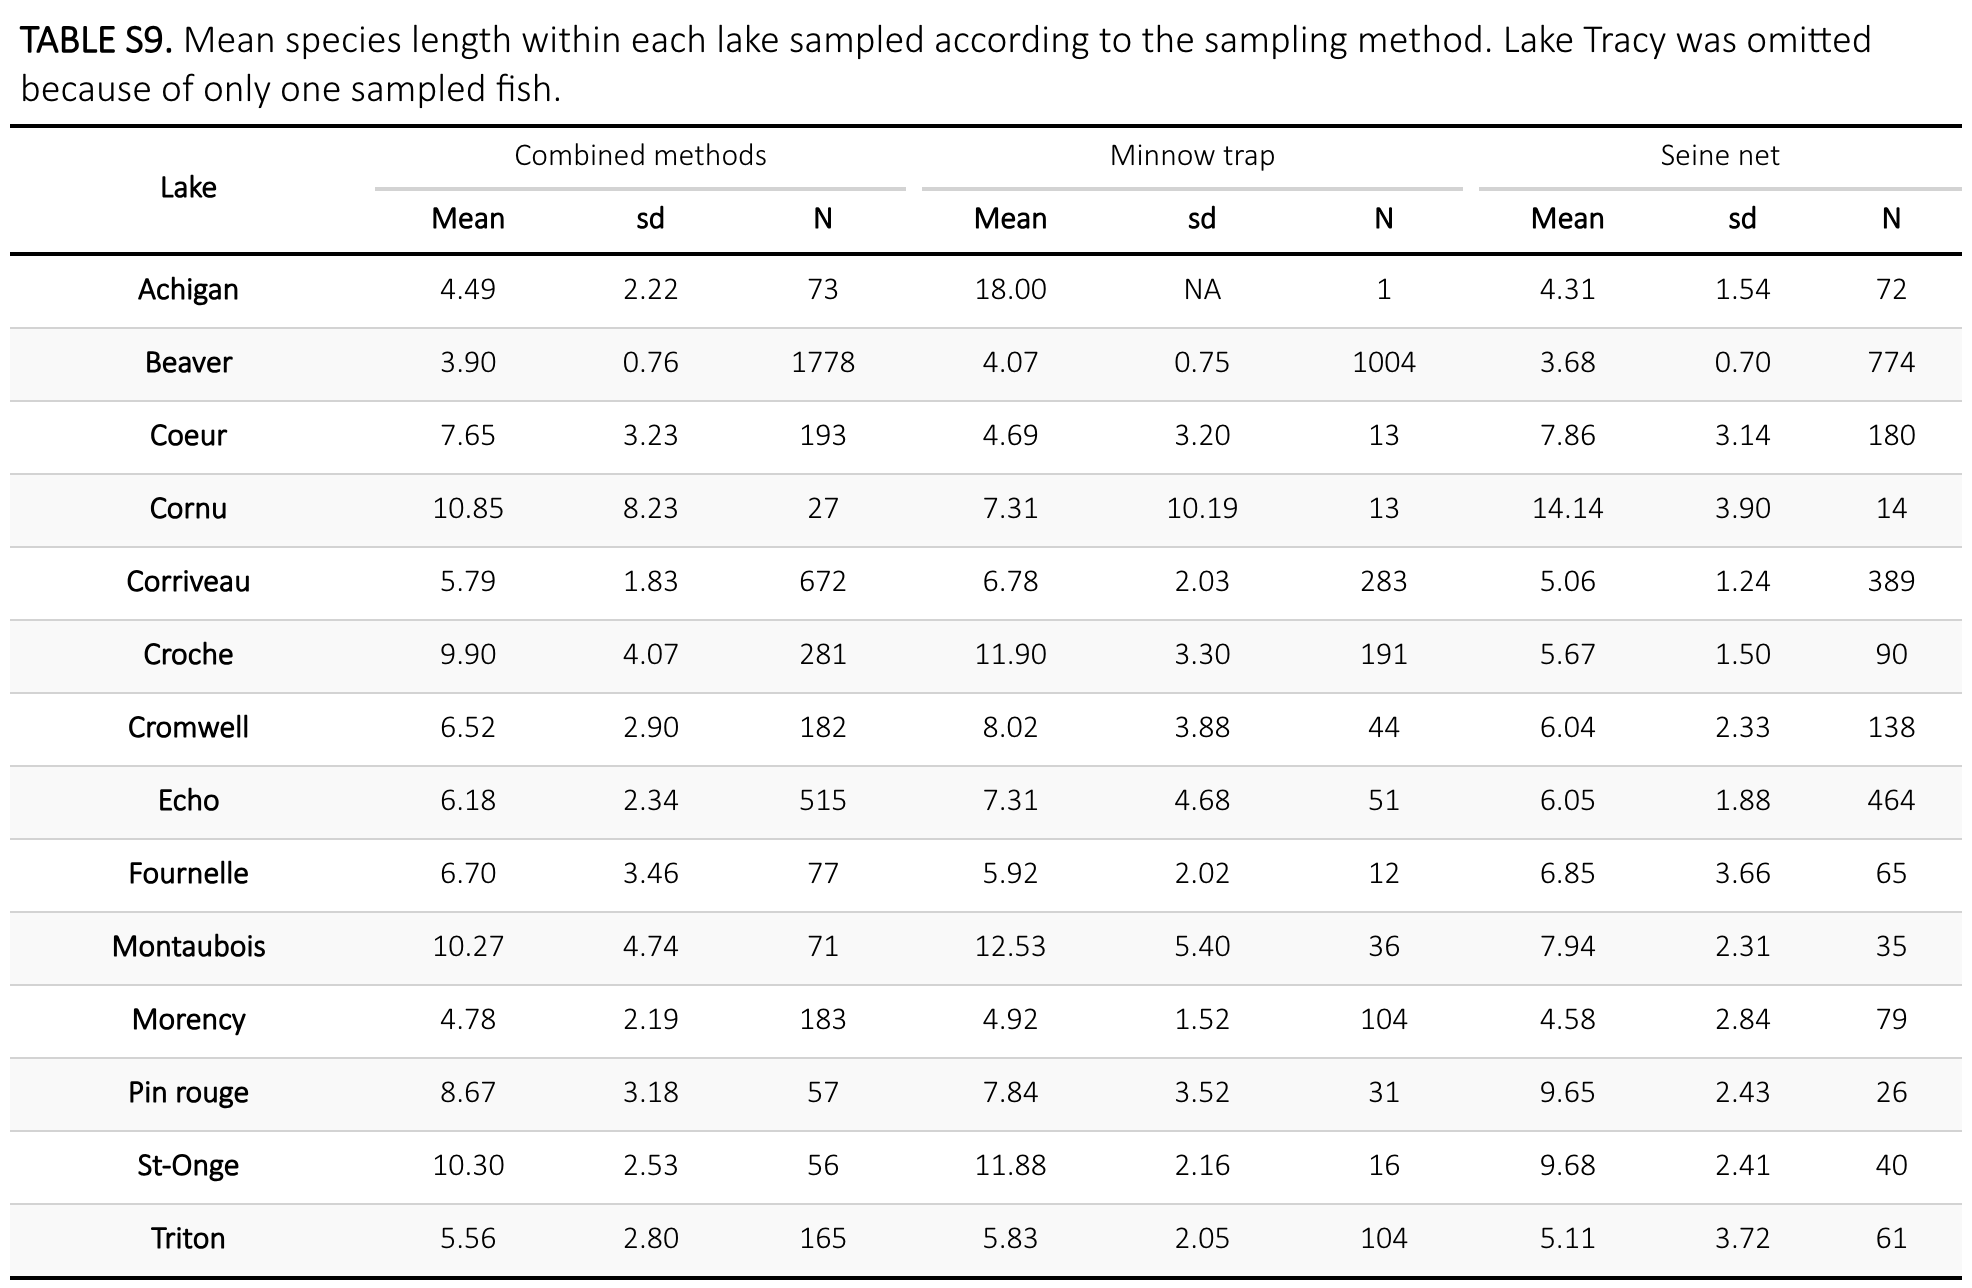 TABLE S9. Mean species length within each lake sampled according to the sampling method. Lake Tracy was omitted
because of only one sampled fish.
Lake Combined methods Minnow trap Seine net
Mean sd N Mean sd N Mean sd N
Achigan 4.49 2.22 73 18.00 NA 1 4.31 1.54 72
Beaver 3.90 0.76 1778 4.07 0.75 1004 3.68 0.70 774
Coeur 7.65 3.23 193 4.69 3.20 13 7.86 3.14 180
Cornu 10.85 8.23 27 7.31 10.19 13 14.14 3.90 14
Corriveau 5.79 1.83 672 6.78 2.03 283 5.06 1.24 389
Croche 9.90 4.07 281 11.90 3.30 191 5.67 1.50 90
Cromwell 6.52 2.90 182 8.02 3.88 44 6.04 2.33 138
Echo 6.18 2.34 515 7.31 4.68 51 6.05 1.88 464
Fournelle 6.70 3.46 77 5.92 2.02 12 6.85 3.66 65
Montaubois 10.27 4.74 71 12.53 5.40 36 7.94 2.31 35
Morency 4.78 2.19 183 4.92 1.52 104 4.58 2.84 79
Pin rouge 8.67 3.18 57 7.84 3.52 31 9.65 2.43 26
St-Onge 10.30 2.53 56 11.88 2.16 16 9.68 2.41 40
Triton 5.56 2.80 165 5.83 2.05 104 5.11 3.72 61